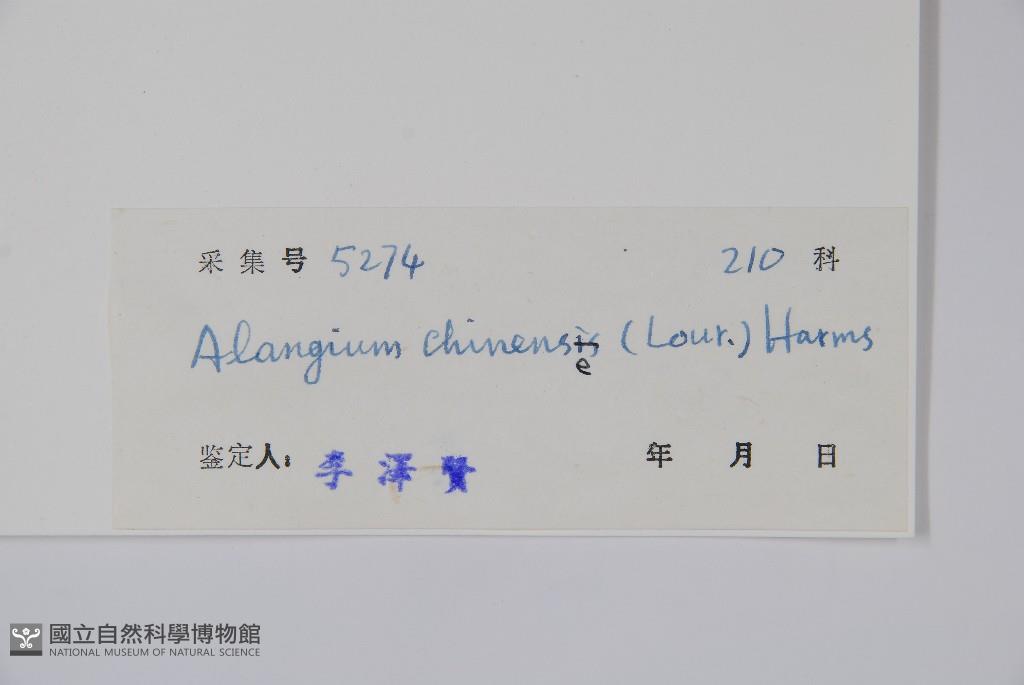 采集号 5274 210 科
Alangium chinensis (Lour.) Harms
e
鉴定人: 李泽贤 年 月 日
國立自然科學博物館
NATIONAL MUSEUM OF NATURAL SCIENCE